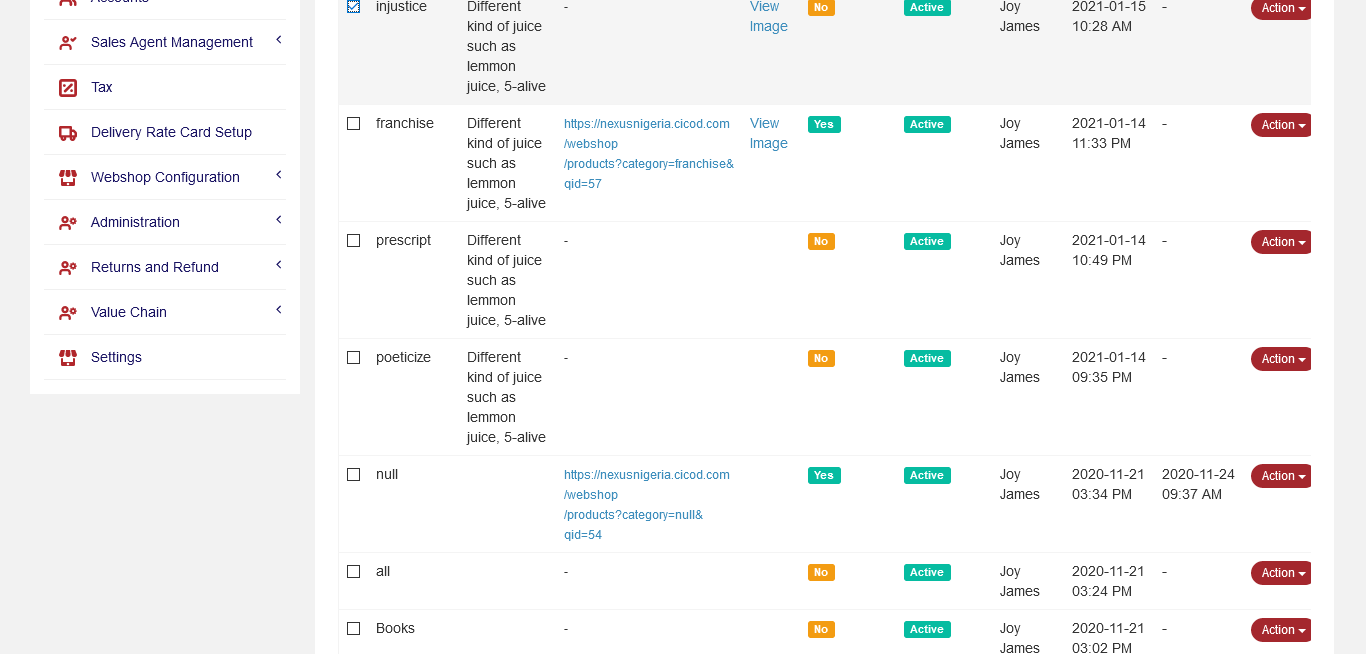 Accounts
Sales Agent Management
Tax
Delivery Rate Card Setup
Webshop Configuration
Administration
Returns and Refund
Value Chain
Settings
injustice Different - View No Active Joy 2021-01-15 - Action
kind of juice Image James 10:28 AM
such as
lemmon
juice, 5-alive
franchise Different https://nexusnigeria.cicod.com View Yes Active Joy 2021-01-14 - Action
kind of juice /webshop Image James 11:33 PM
such as /products?category=franchise&
lemmon qid=57
juice, 5-alive
prescript Different - No Active Joy 2021-01-14 - Action
kind of juice James 10:49 PM
such as
lemmon
juice, 5-alive
poeticize Different - No Active Joy 2021-01-14 - Action
kind of juice James 09:35 PM
such as
lemmon
juice, 5-alive
null https://nexusnigeria.cicod.com Yes Active Joy 2020-11-21 2020-11-24 Action
/webshop James 03:34 PM 09:37 AM
/products?category=null&
qid=54
all - No Active Joy 2020-11-21 - Action
James 03:24 PM
Books - No Active Joy 2020-11-21 - Action
James 03:02 PM